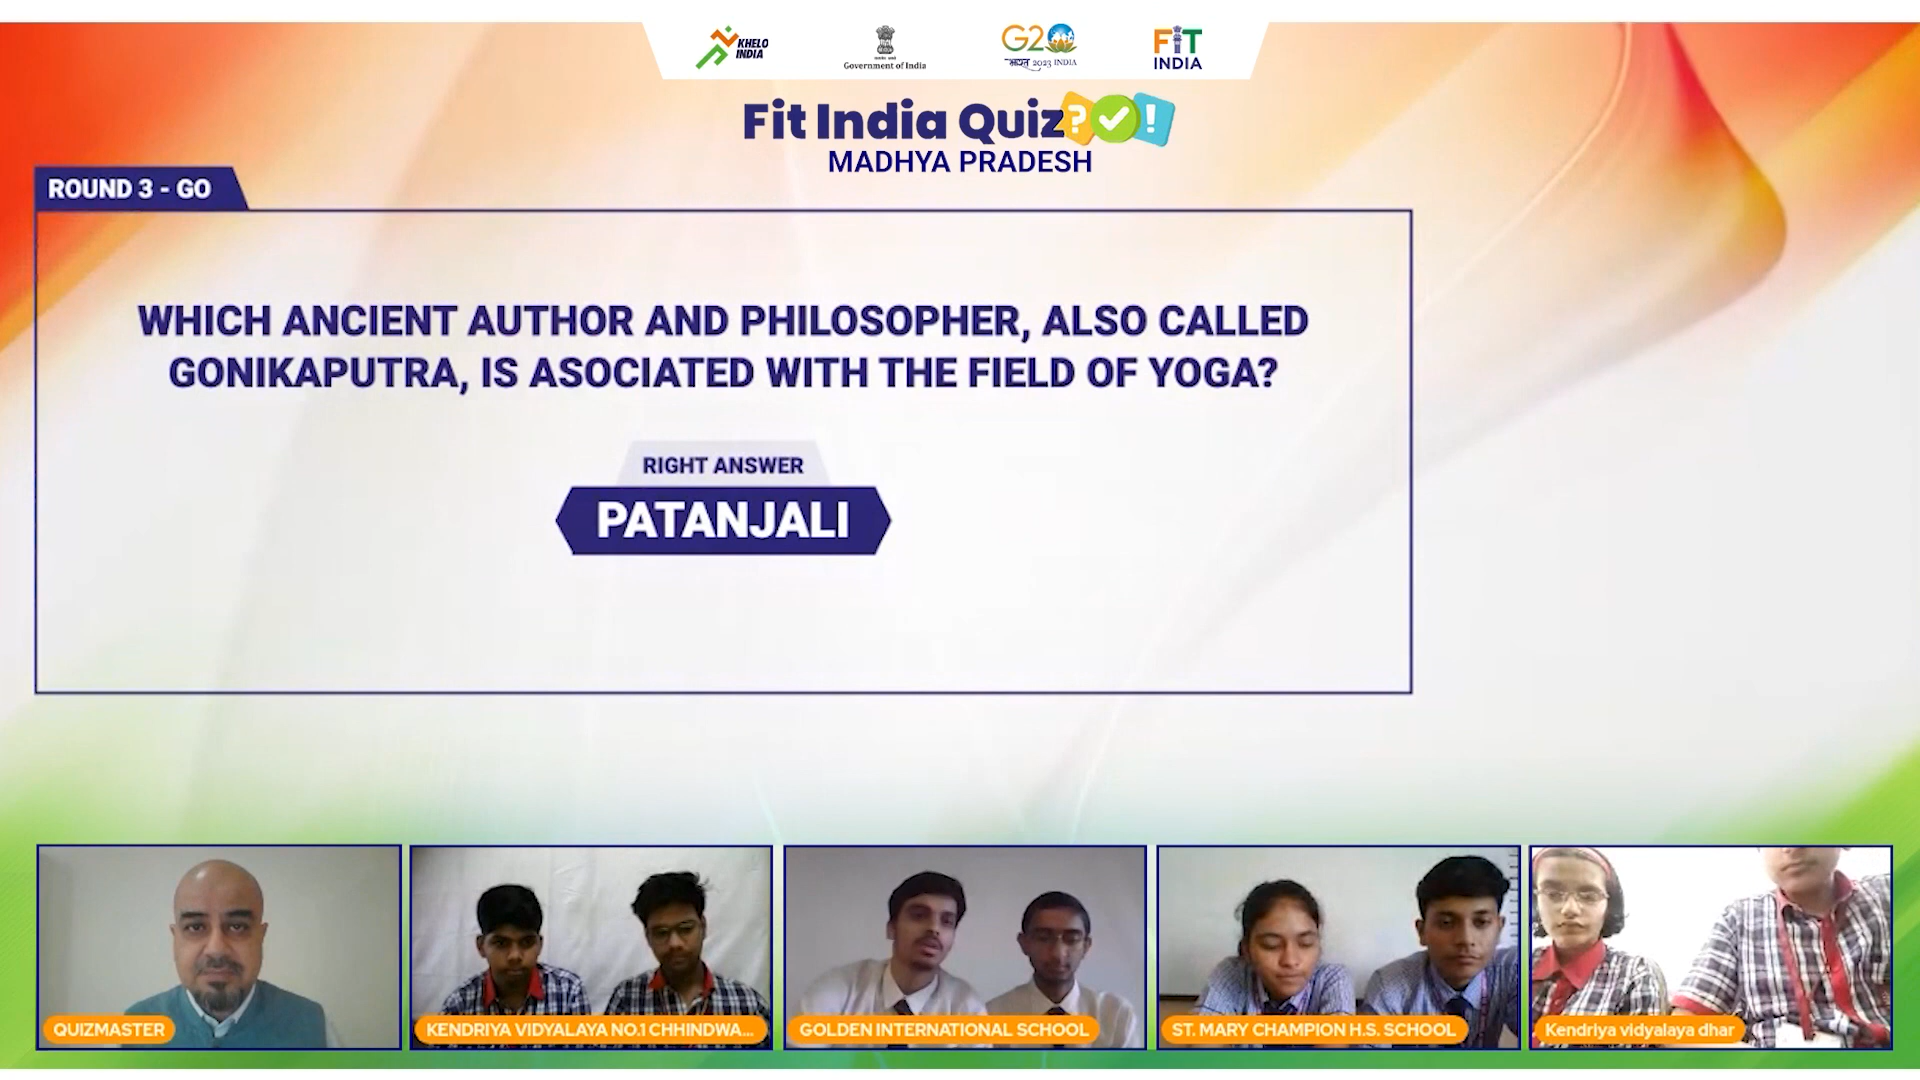 KHELO
INDIA
Government of India
G20
भारत 2023 INDIA
FIT
INDIA
Fit India Quiz?!
MADHYA PRADESH
ROUND 3 - GO
WHICH ANCIENT AUTHOR AND PHILOSOPHER, ALSO CALLED
GONIKAPUTRA, IS ASOCIATED WITH THE FIELD OF YOGA?
RIGHT ANSWER
PATANJALI
QUIZMASTER
KENDRIYA VIDYALAYA NO.1 CHHINDWA...
GOLDEN INTERNATIONAL SCHOOL
ST. MARY CHAMPION H.S. SCHOOL
Kendriya vidyalaya dhar